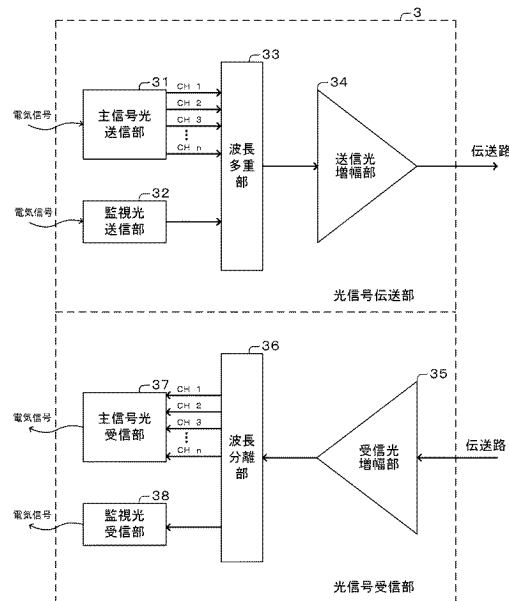 3
31
主信号光
送信部
電気信号
CH 1
CH 2
CH 3
CH n
32
監視光
送信部
電気信号
33
波長
多重
部
34
送信光
増幅部
伝送路
光信号伝送部
35
受信光
増幅部
伝送路
36
波長
分離
部
37
主信号光
受信部
電気信号
CH 1
CH 2
CH 3
CH n
38
監視光
受信部
電気信号
光信号受信部